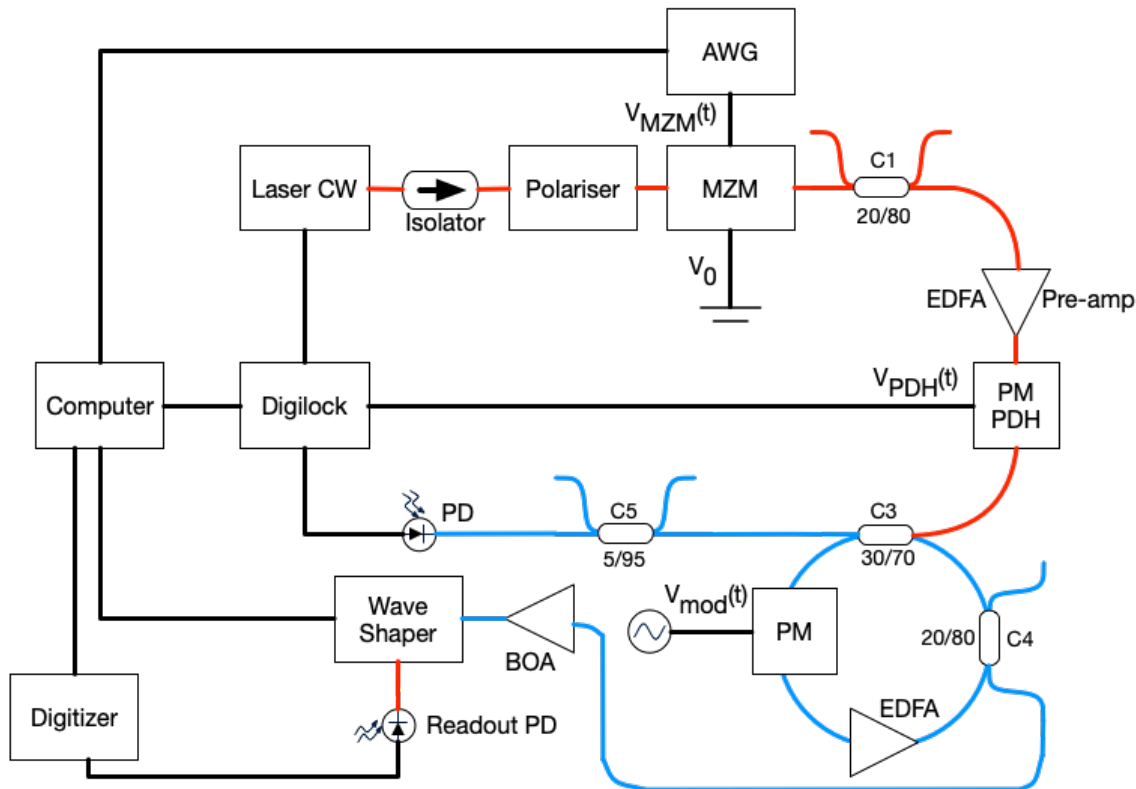 AWG
V_MZM(t)
C1
Laser CW
Polariser
MZM
Isolator
20/80
V_0
EDFA
Pre-amp
V_PDH(t)
Computer
Digilock
PM
PDH
PD
C5
C3
5/95
30/70
Wave
Shaper
V_mod(t)
PM
20/80
C4
BOA
EDFA
Digitizer
Readout PD